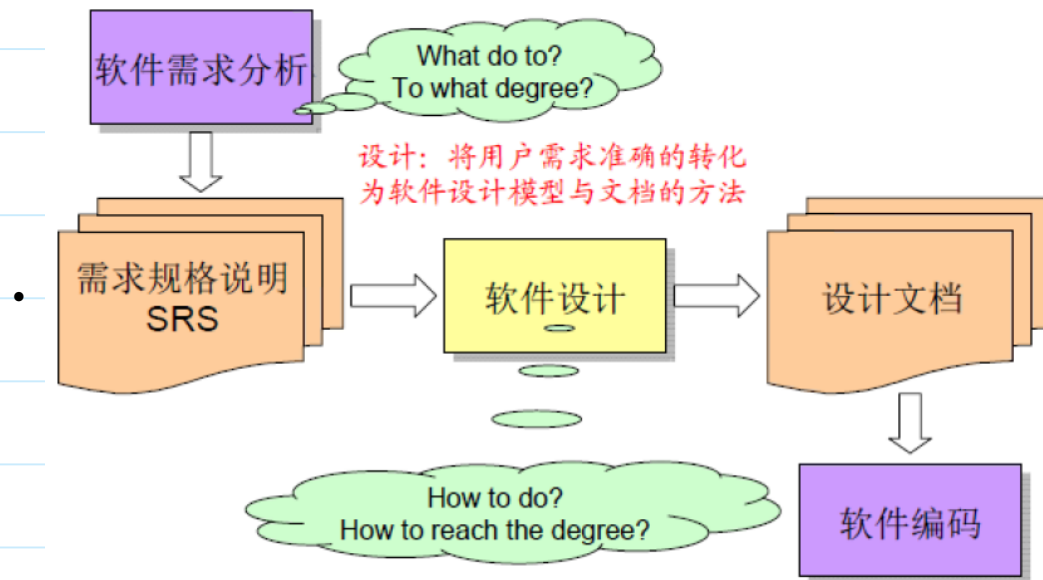 软件需求分析
What do to?
To what degree?
设计：将用户需求准确的转化
为软件设计模型与文档的方法
需求规格说明
SRS
软件设计
设计文档
How to do?
How to reach the degree?
软件编码